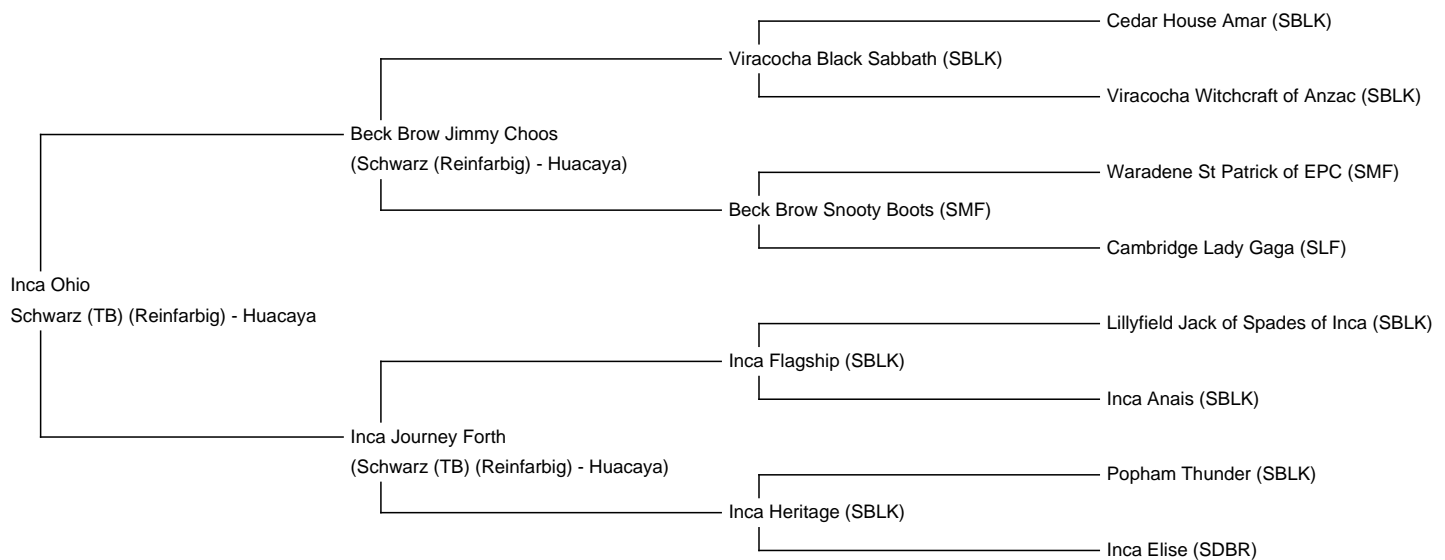 Cedar House Amar (SBLK)
Viracocha Black Sabbath (SBLK)
Viracocha Witchcraft of Anzac (SBLK)
Beck Brow Jimmy Choos
(Schwarz (Reinfarbig) - Huacaya)
Waradene St Patrick of EPC (SMF)
Beck Brow Snooty Boots (SMF)
Cambridge Lady Gaga (SLF)
Inca Ohio
Schwarz (TB) (Reinfarbig) - Huacaya
Lillyfield Jack of Spades of Inca (SBLK)
Inca Flagship (SBLK)
Inca Anais (SBLK)
Inca Journey Forth
(Schwarz (TB) (Reinfarbig) - Huacaya)
Popham Thunder (SBLK)
Inca Heritage (SBLK)
Inca Elise (SDBR)